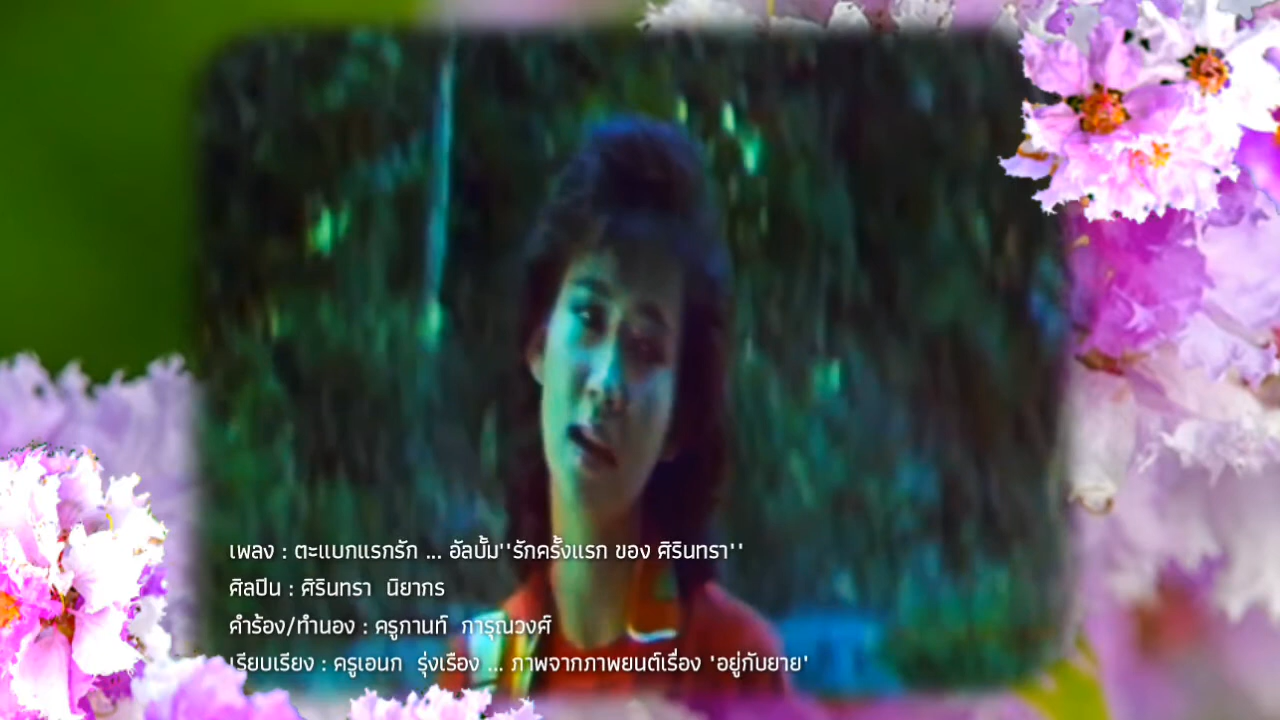 เพลง : ตะแบกแรกรัก ... อัลบั้ม''รักครั้งแรก ของ ศิรินทรา''
ศิลปิน : ศิรินทรา นิยากร
คำร้อง/ทำนอง : ครูกานท์ การุณวงศ์
เรียบเรียง : ครูเอนก รุ่งเรือง ... ภาพจากภาพยนต์เรื่อง 'อยู่กับยาย'